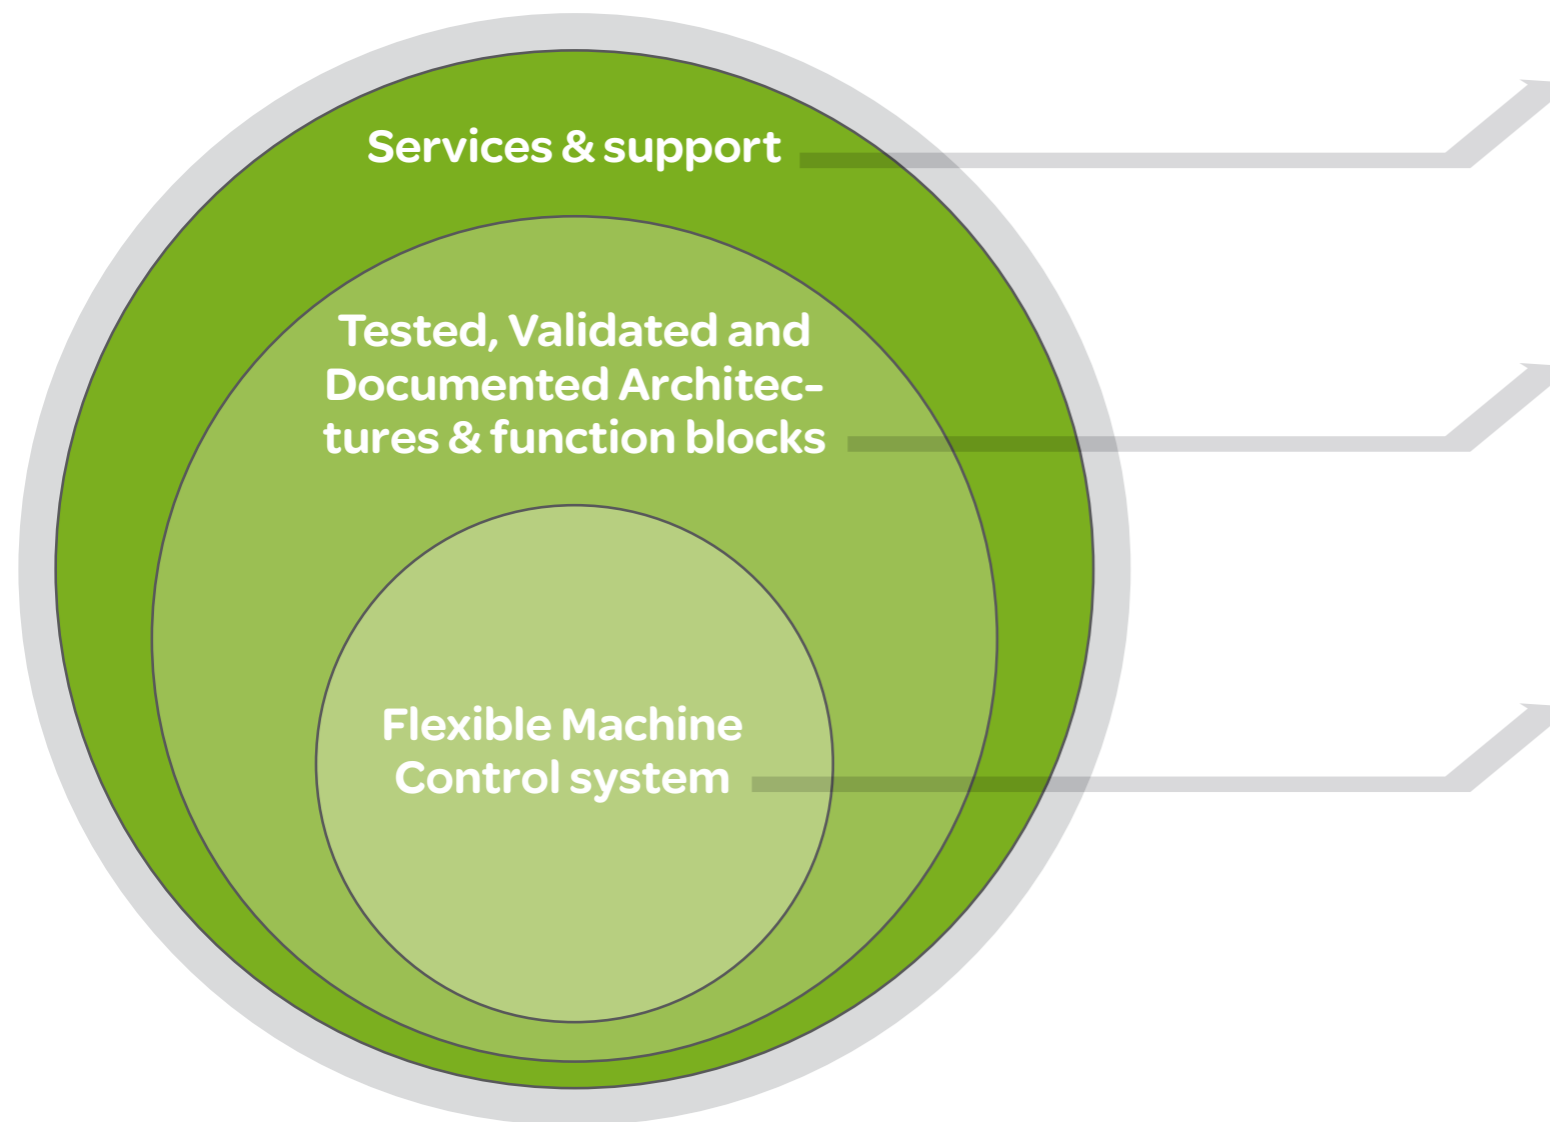 Services & support
Tested, Validated and
Documented Architec-
tures & function blocks
Flexible Machine
Control system